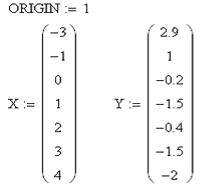 ORIGIN := 1
X := (-3 -1 0 1 2 3 4) Y := (2.9 1 -0.2 -1.5 -0.4 -1.5 -2)